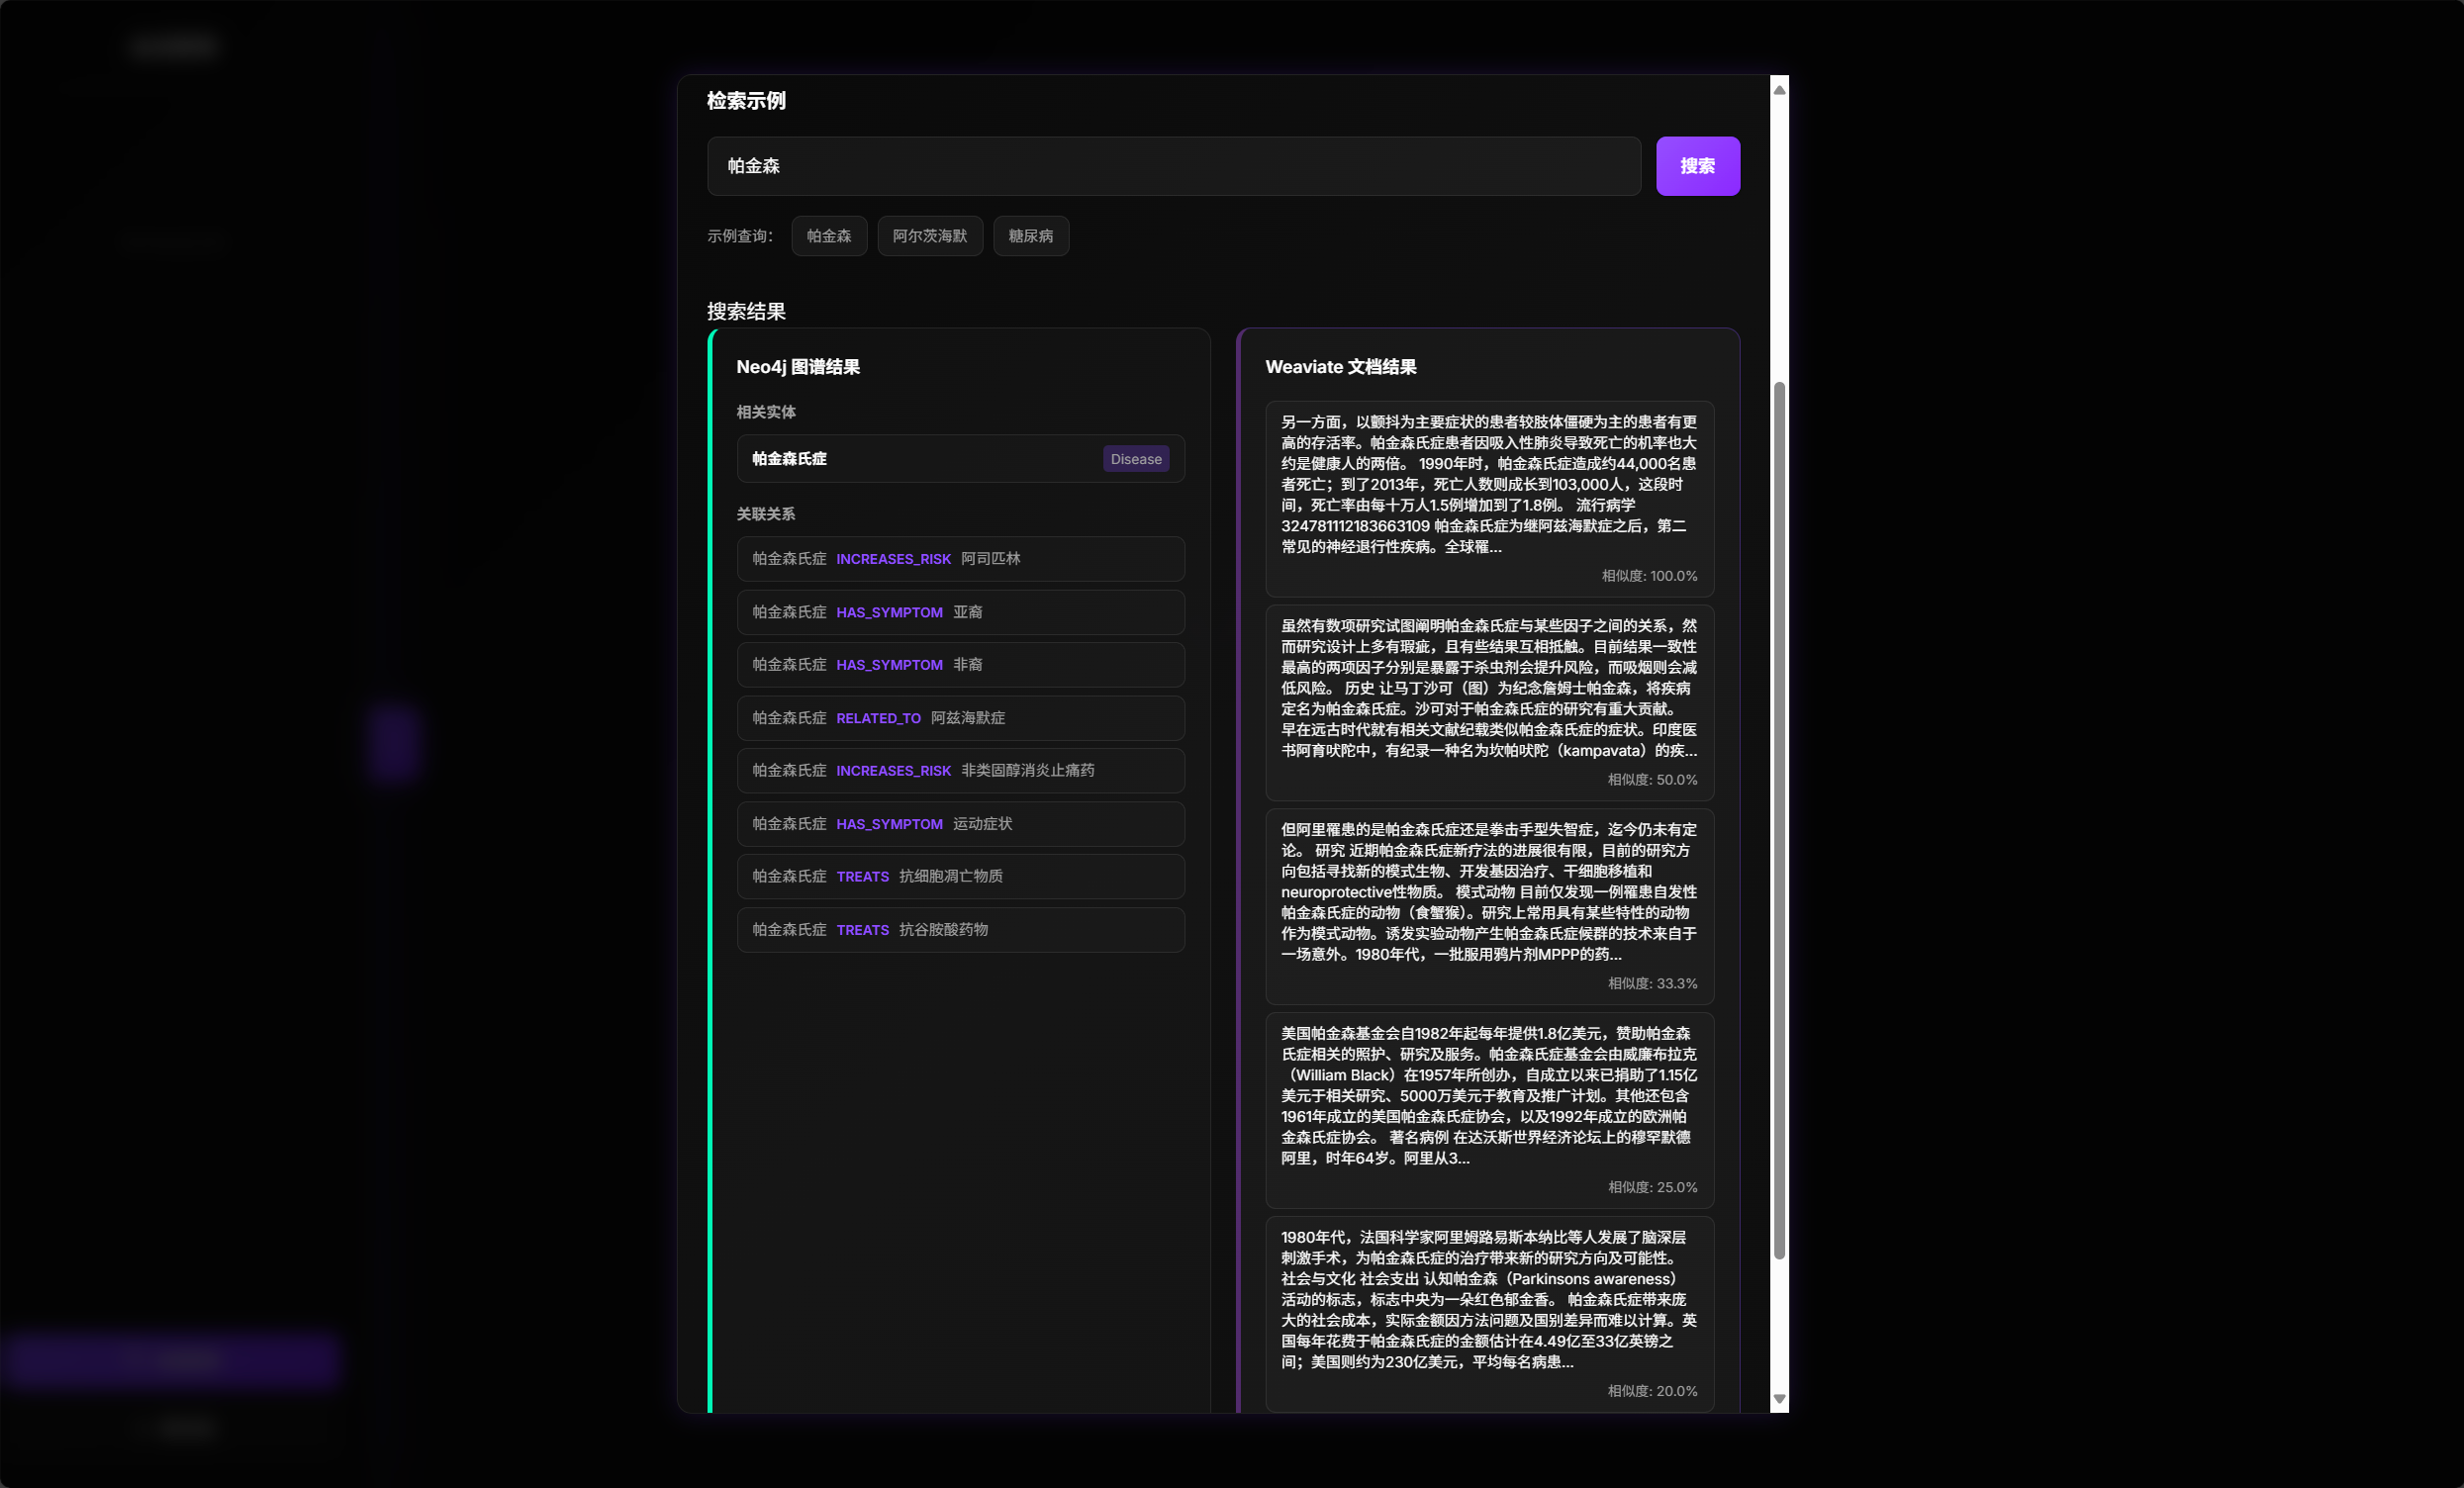 检索示例
帕金森
搜索
示例查询：
帕金森
阿尔茨海默
糖尿病
搜索结果
Neo4j 图谱结果
相关实体
帕金森氏症
Disease
关联关系
帕金森氏症 INCREASES_RISK 阿司匹林
帕金森氏症 HAS_SYMPTOM 亚裔
帕金森氏症 HAS_SYMPTOM 非裔
帕金森氏症 RELATED_TO 阿兹海默症
帕金森氏症 INCREASES_RISK 非类固醇消炎止痛药
帕金森氏症 HAS_SYMPTOM 运动症状
帕金森氏症 TREATS 抗细胞凋亡物质
帕金森氏症 TREATS 抗谷胺酸药物
Weaviate 文档结果
另一方面，以颤抖为主要症状的患者较肢体僵硬为主的患者有更
高的存活率。帕金森氏症患者因吸入性肺炎导致死亡的机率也大
约是健康人的两倍。 1990年时，帕金森氏症造成约44,000名患
者死亡；到了2013年，死亡人数则成长到103,000人，这段时
间，死亡率由每十万人1.5例增加到了1.8例。 流行病学
324781112183663109 帕金森氏症为继阿兹海默症之后，第二
常见的神经退行性疾病。全球罹...
相似度: 100.0%
虽然有数项研究试图阐明帕金森氏症与某些因子之间的关系，然
而研究设计上多有瑕疵，且有些结果互相抵触。目前结果一致性
最高的两项因子分别是暴露于杀虫剂会提升风险，而吸烟则会减
低风险。 历史 让马丁沙可（图）为纪念詹姆士帕金森，将疾病
定名为帕金森氏症。沙可对于帕金森氏症的研究有重大贡献。
早在远古时代就有相关文献纪载类似帕金森氏症的症状。印度医
书阿育吠陀中，有纪录一种名为坎帕吠陀（kampavata）的疾...
相似度: 50.0%
但阿里罹患的是帕金森氏症还是拳击手型失智症，迄今仍未有定
论。 研究 近期帕金森氏症新疗法的进展很有限，目前的研究方
向包括寻找新的模式生物、开发基因治疗、干细胞移植和
neuroprotective性物质。 模式动物 目前仅发现一例罹患自发性
帕金森氏症的动物（食蟹猴）。研究上常用具有某些特性的动物
作为模式动物。诱发实验动物产生帕金森氏症候群的技术来自于
一场意外。1980年代，一批服用鸦片剂MPPP的药...
相似度: 33.3%
美国帕金森基金会自1982年起每年提供1.8亿美元，赞助帕金森
氏症相关的照护、研究及服务。帕金森氏症基金会由威廉布拉克
（William Black）在1957年所创办，自成立以来已捐助了1.15亿
美元于相关研究、5000万美元于教育及推广计划。其他还包含
1961年成立的美国帕金森氏症协会，以及1992年成立的欧洲帕
金森氏症协会。 著名病例 在达沃斯世界经济论坛上的穆罕默德
阿里，时年64岁。阿里从3...
相似度: 25.0%
1980年代，法国科学家阿里姆路易斯本纳比等人发展了脑深层
刺激手术，为帕金森氏症的治疗带来新的研究方向及可能性。
社会与文化 社会支出 认知帕金森（Parkinsons awareness）
活动的标志，标志中央为一朵红色郁金香。 帕金森氏症带来庞
大的社会成本，实际金额因方法问题及国别差异而难以计算。英
国每年花费于帕金森氏症的金额估计在4.49亿至33亿英镑之
间；美国则约为230亿美元，平均每名病患...
相似度: 20.0%